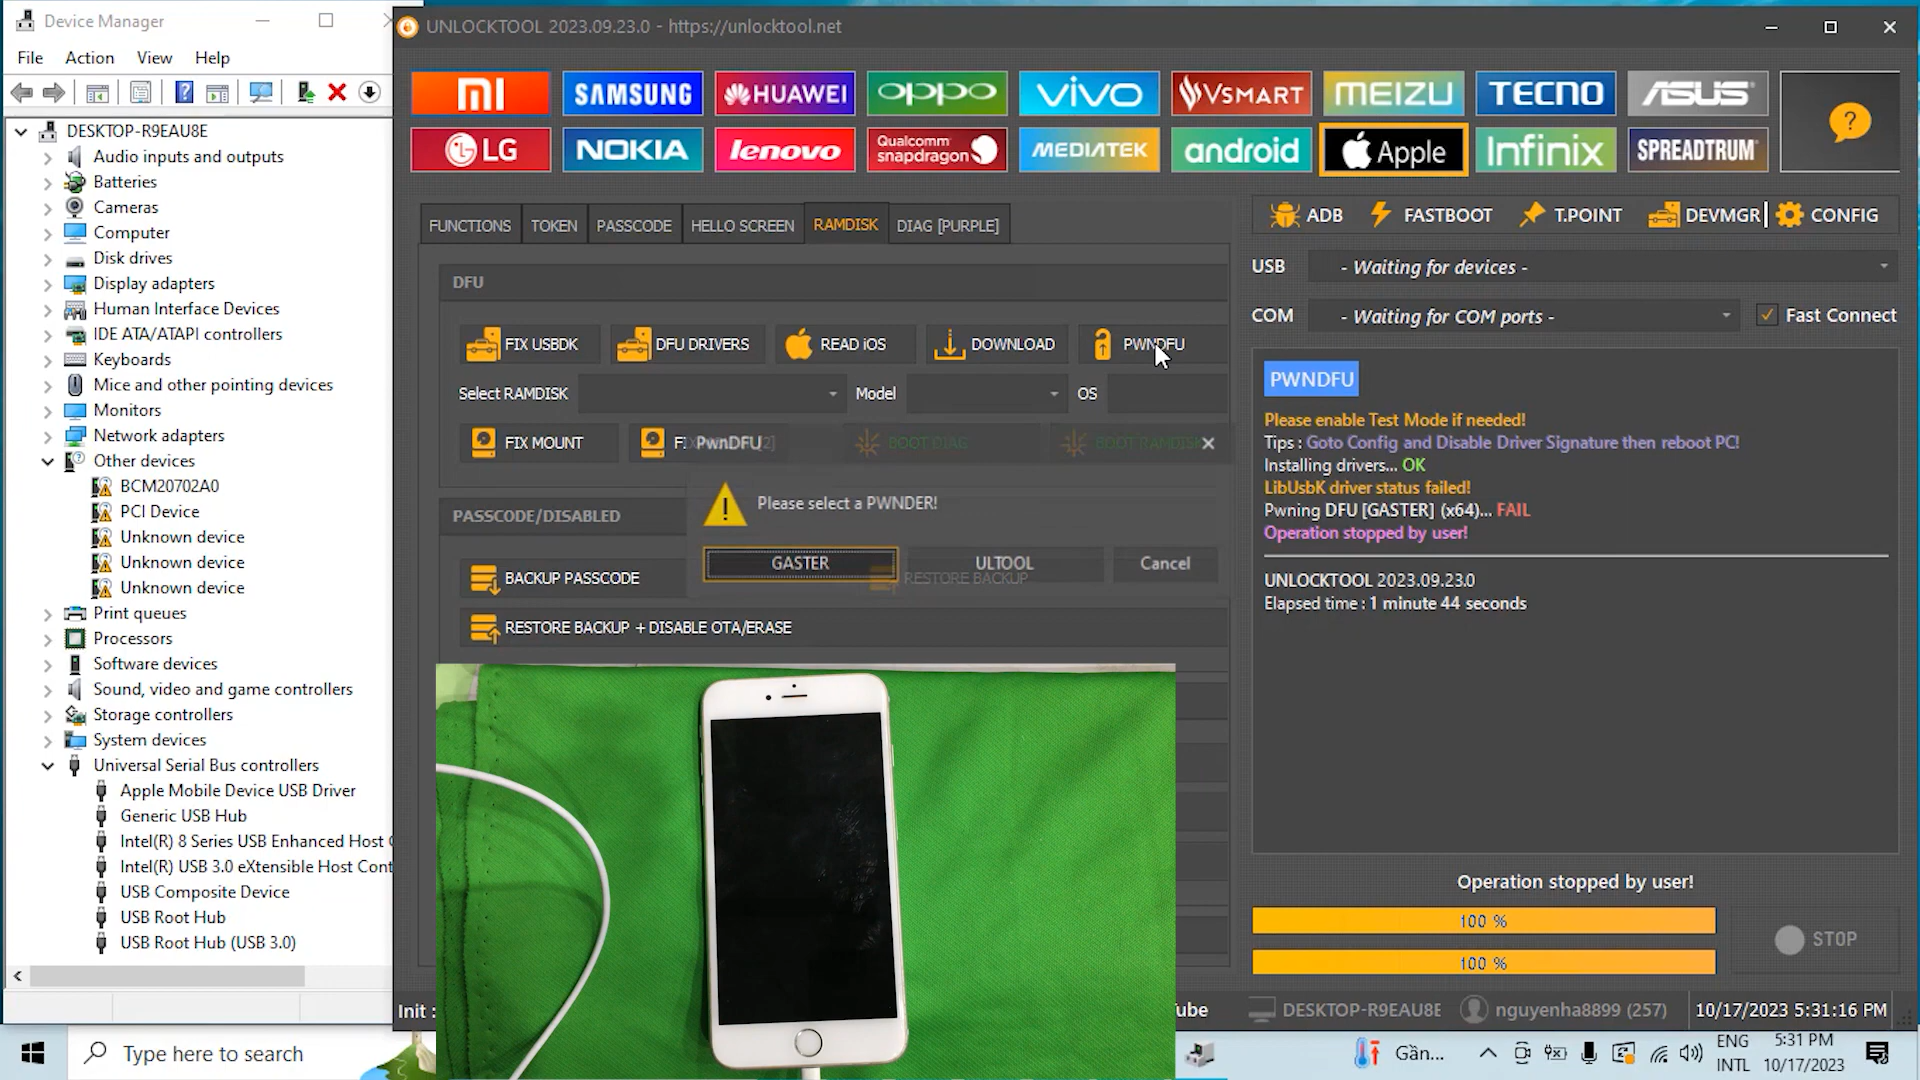 Device Manager
File Action View Help
DESKTOP-R9EAU8E
Audio inputs and outputs
Batteries
Cameras
Computer
Disk drives
Display adapters
Human Interface Devices
IDE ATA/ATAPI controllers
Keyboards
Mice and other pointing devices
Monitors
Network adapters
Other devices
BCM20702A0
PCI Device
Unknown device
Unknown device
Unknown device
Print queues
Processors
Software devices
Sound, video and game controllers
Storage controllers
System devices
Universal Serial Bus controllers
Apple Mobile Device USB Driver
Generic USB Hub
Intel(R) 8 Series USB Enhanced Host C
Intel(R) USB 3.0 eXtensible Host Cont
USB Composite Device
USB Root Hub
USB Root Hub (USB 3.0)
UNLOCKTOOL 2023.09.23.0 - https://unlocktool.net
MI SAMSUNG HUAWEI oppo vivo VSMART MEIZU TECNO ASUS ?
LG NOKIA lenovo Qualcomm snapdragon MEDIATEK android Apple Infinix SPREADTRUM
FUNCTIONS TOKEN PASSCODE HELLO SCREEN RAMDISK DIAG [PURPLE]
DFU
FIX USBDK DFU DRIVERS READ iOS DOWNLOAD PWNDFU
Select RAMDISK Model OS
FIX MOUNT BOOT DIAG BOOT RAMDISK
PwnDFU
Please select a PWNDER!
GASTER ULTOOL Cancel
PASSCODE/DISABLED
BACKUP PASSCODE RESTORE BACKUP
RESTORE BACKUP + DISABLE OTA/ERASE
ADB FASTBOOT T.POINT DEVMGR CONFIG
USB - Waiting for devices -
COM - Waiting for COM ports - Fast Connect
PWNDFU
Please enable Test Mode if needed!
Tips : Goto Config and Disable Driver Signature then reboot PC!
Installing drivers... OK
LibUsbK driver status failed!
Pwning DFU [GASTER] (x64)... FAIL
Operation stopped by user!
UNLOCKTOOL 2023.09.23.0
Elapsed time : 1 minute 44 seconds
Operation stopped by user!
100 %
100 %
STOP
Init : Tube DESKTOP-R9EAU8E nguyenha8899 (257) 10/17/2023 5:31:16 PM
Type here to search
Gần...
ENG
INTL
5:31 PM
10/17/2023